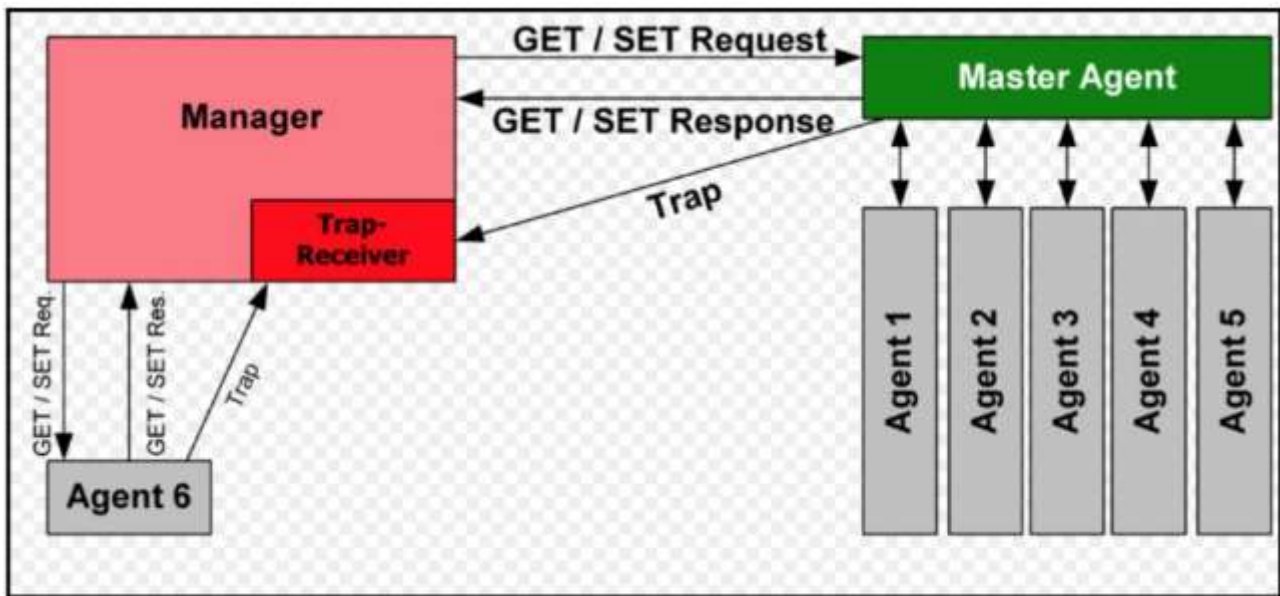 GET / SET Request
Manager
Master Agent
GET / SET Response
Trap
Trap-
Receiver
GET / SET Req.
GET / SET Res.
Trap
Agent 1
Agent 2
Agent 3
Agent 4
Agent 5
Agent 6